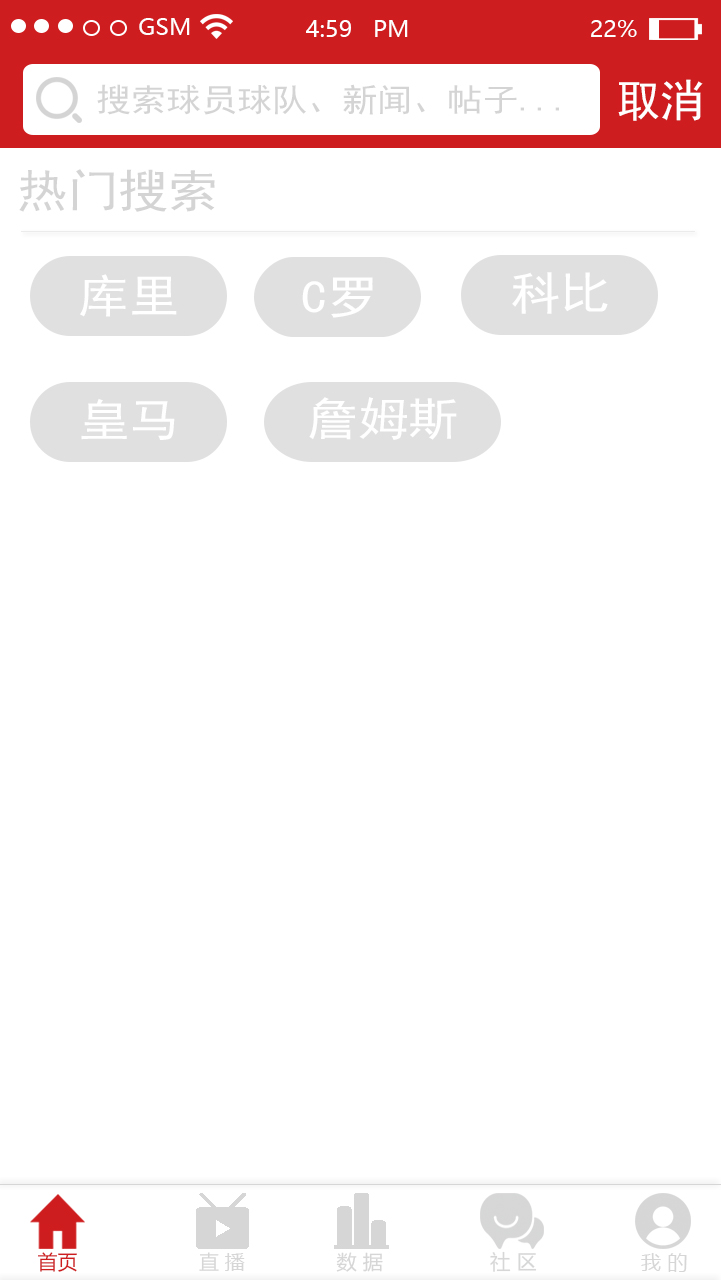 GSM 4:59 PM 22%
搜索球员球队、新闻、帖子... 取消
热门搜索
库里 C罗 科比
皇马 詹姆斯
首页 直播 数据 社区 我的